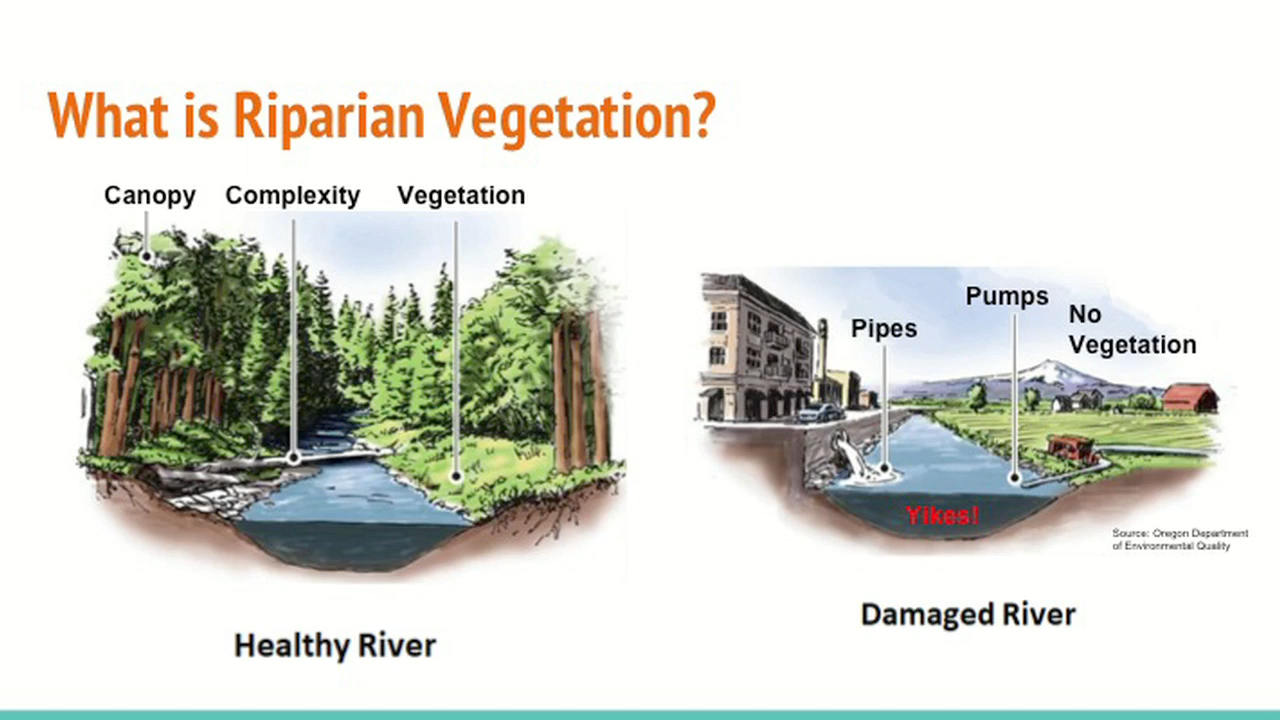 What is Riparian Vegetation?
Canopy
Complexity
Vegetation
Healthy River
Pipes
Pumps
No
Vegetation
Yikes!
Source: Oregon Department
of Environmental Quality
Damaged River